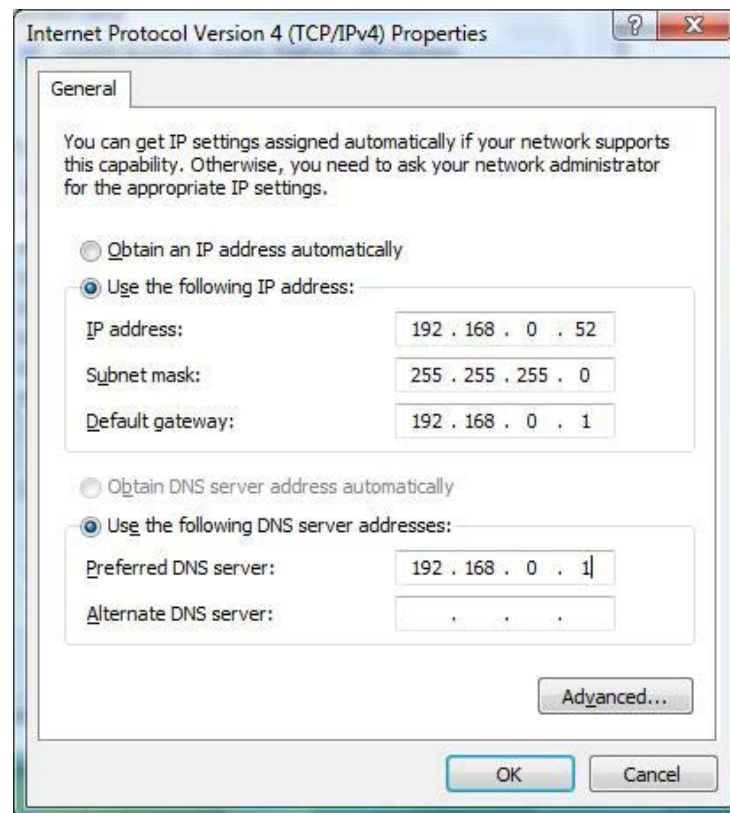 Internet Protocol Version 4 (TCP/IPv4) Properties
General
You can get IP settings assigned automatically if your network supports
this capability. Otherwise, you need to ask your network administrator
for the appropriate IP settings.
Obtain an IP address automatically
Use the following IP address:
IP address: 192 . 168 . 0 . 52
Subnet mask: 255 . 255 . 255 . 0
Default gateway: 192 . 168 . 0 . 1
Obtain DNS server address automatically
Use the following DNS server addresses:
Preferred DNS server: 192 . 168 . 0 . 1
Alternate DNS server: . . .
Advanced...
OK Cancel